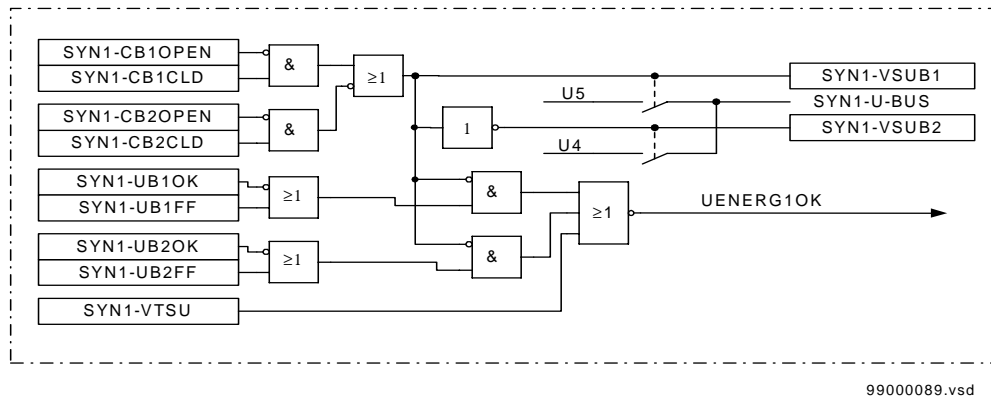 SYN1-CB1OPEN
SYN1-CB1CLD
&
≥1
SYN1-CB2OPEN
SYN1-CB2CLD
&
U5
SYN1-VSUB1
SYN1-U-BUS
SYN1-VSUB2
1
U4
SYN1-UB1OK
SYN1-UB1FF
≥1
&
≥1
UENERG1OK
SYN1-UB2OK
SYN1-UB2FF
≥1
&
SYN1-VTSU
99000089.vsd